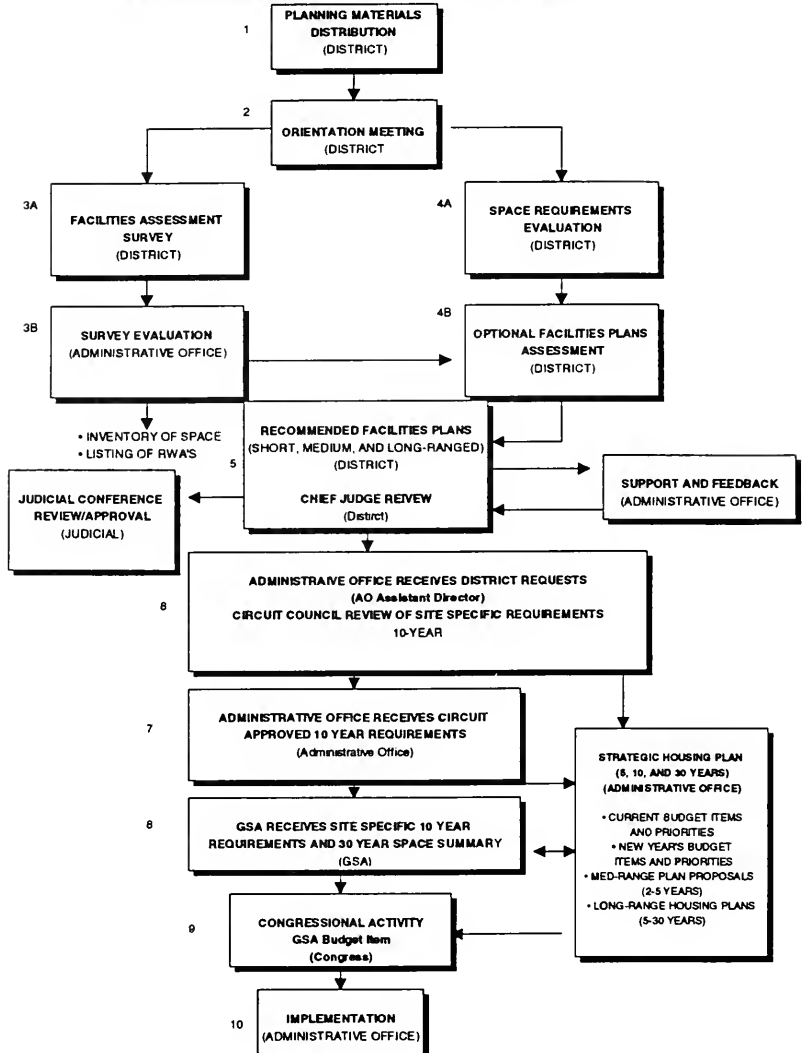 1
PLANNING MATERIALS
DISTRIBUTION
(DISTRICT)
2
ORIENTATION MEETING
(DISTRICT
3A
FACILITIES ASSESSMENT
SURVEY
(DISTRICT)
4A
SPACE REQUIREMENTS
EVALUATION
(DISTRICT)
3B
SURVEY EVALUATION
(ADMINISTRATIVE OFFICE)
4B
OPTIONAL FACILITIES PLANS
ASSESSMENT
(DISTRICT)
• INVENTORY OF SPACE
• LISTING OF RWA'S
5
RECOMMENDED FACILITIES PLANS
(SHORT, MEDIUM, AND LONG-RANGED)
(DISTRICT)
CHIEF JUDGE REIVEW
(Distirct)
JUDICIAL CONFERENCE
REVIEW/APPROVAL
(JUDICIAL)
SUPPORT AND FEEDBACK
(ADMINISTRATIVE OFFICE)
8
ADMINISTRAIVE OFFICE RECEIVES DISTRICT REQUESTS
(AO Assistant Director)
CIRCUIT COUNCIL REVIEW OF SITE SPECIFIC REQUIREMENTS
10-YEAR
7
ADMINISTRATIVE OFFICE RECEIVES CIRCUIT
APPROVED 10 YEAR REQUIREMENTS
(Administrative Office)
8
GSA RECEIVES SITE SPECIFIC 10 YEAR
REQUIREMENTS AND 30 YEAR SPACE SUMMARY
(GSA)
STRATEGIC HOUSING PLAN
(5, 10, AND 30 YEARS)
(ADMINISTRATIVE OFFICE)
• CURRENT BUDGET ITEMS
AND PRIORITIES
• NEW YEAR'S BUDGET
ITEMS AND PRIORITIES
• MED-RANGE PLAN PROPOSALS
(2-5 YEARS)
• LONG-RANGE HOUSING PLANS
(5-30 YEARS)
9
CONGRESSIONAL ACTIVITY
GSA Budget Item
(Congress)
10
IMPLEMENTATION
(ADMINISTRATIVE OFFICE)